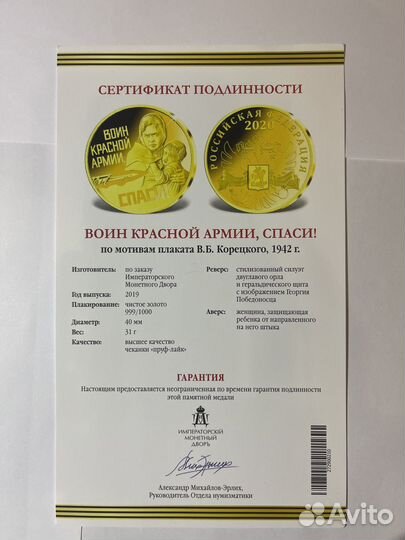 СЕРТИФИКАТ ПОДЛИННОСТИ
ВОИН
КРАСНОЙ
АРМИИ,
СПАСИ!
РОССИЙСКАЯ ФЕДЕРАЦИЯ
2020
ВОИН КРАСНОЙ АРМИИ, СПАСИ!
по мотивам плаката В.Б. Корецкого, 1942 г.
Изготовитель: по заказу
Императорского
Монетного Двора
Год выпуска: 2019
Плакирование: чистое золото
999/1000
Диаметр: 40 мм
Вес: 31 г
Качество: высшее качество
чеканки «пруф-лайк»
Реверс: стилизованный силуэт
двуглавого орла
и геральдического щита
с изображением Георгия
Победоносца
Аверс: женщина, защищающая
ребенка от направленного
на него штыка
ГАРАНТИЯ
Настоящим предоставляется неограниченная по времени гарантия подлинности
этой памятной медали
ИМПЕРАТОРСКІЙ
МОНЕТНЫЙ
ДВОРЪ
Александр Михайлов-Эрлих,
Руководитель Отдела нумизматики
Avito